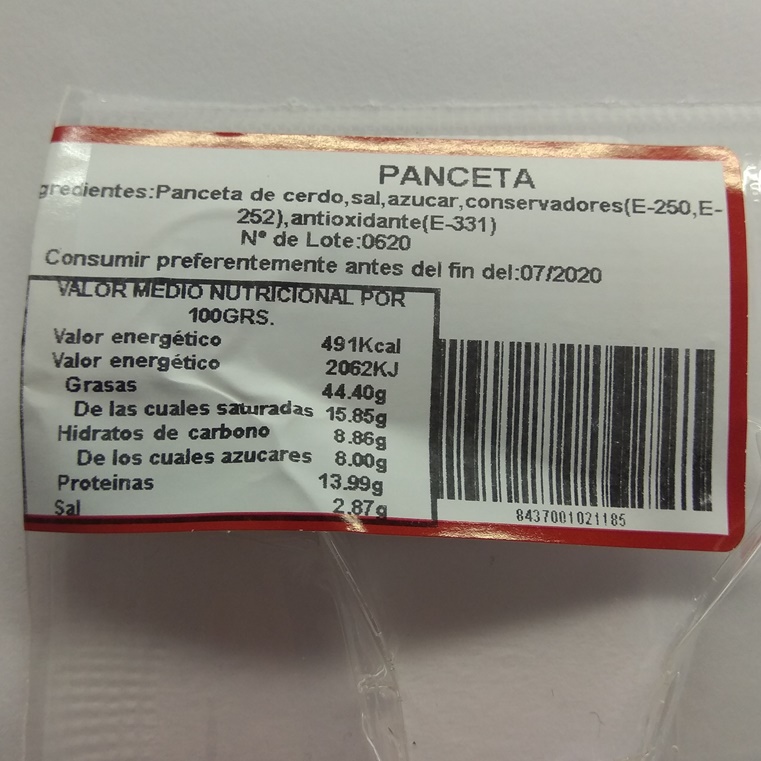 PANCETA
gredientes:Panceta de cerdo,sal,azucar,conservadores(E-250,E-
252),antioxidante(E-331)
Nº de Lote:0620
Consumir preferentemente antes del fin del:07/2020
VALOR MEDIO NUTRICIONAL POR
100GRS.
Valor energético 491Kcal
Valor energético 2062KJ
Grasas 44.40g
De las cuales saturadas 15.85g
Hidratos de carbono 8.86g
De los cuales azucares 8.00g
Proteinas 13.99g
Sal 2.87g
8437001021185